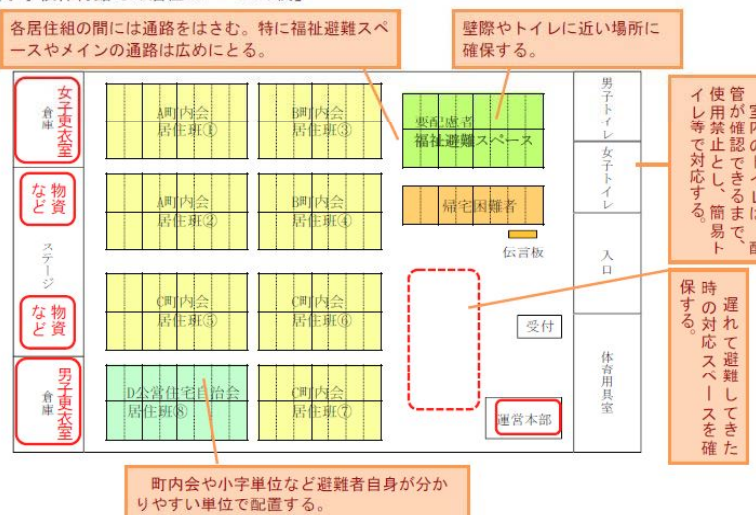 各居住組の間には通路をはさむ。特に福祉避難スペ
ースやメインの通路は広めにとる。
壁際やトイレに近い場所に
確保する。
女子更衣室
倉庫
物資
など
ステージ
物資
など
男子更衣室
倉庫
A町内会
居住班①
B町内会
居住班③
A町内会
居住班②
B町内会
居住班④
C町内会
居住班⑤
C町内会
居住班⑥
D公営住宅自治会
居住班⑧
C町内会
居住班⑦
要配慮者
福祉避難スペース
帰宅困難者
伝言板
受付
運営本部
男子トイレ
女子トイレ
入口
体育用具室
管が確認できるまで、
使用禁止とし、簡易ト
イレ等で対応する。
遅れて避難してきた
時の対応スペースを確
保する。
町内会や小字単位など避難者自身が分か
りやすい単位で配置する。